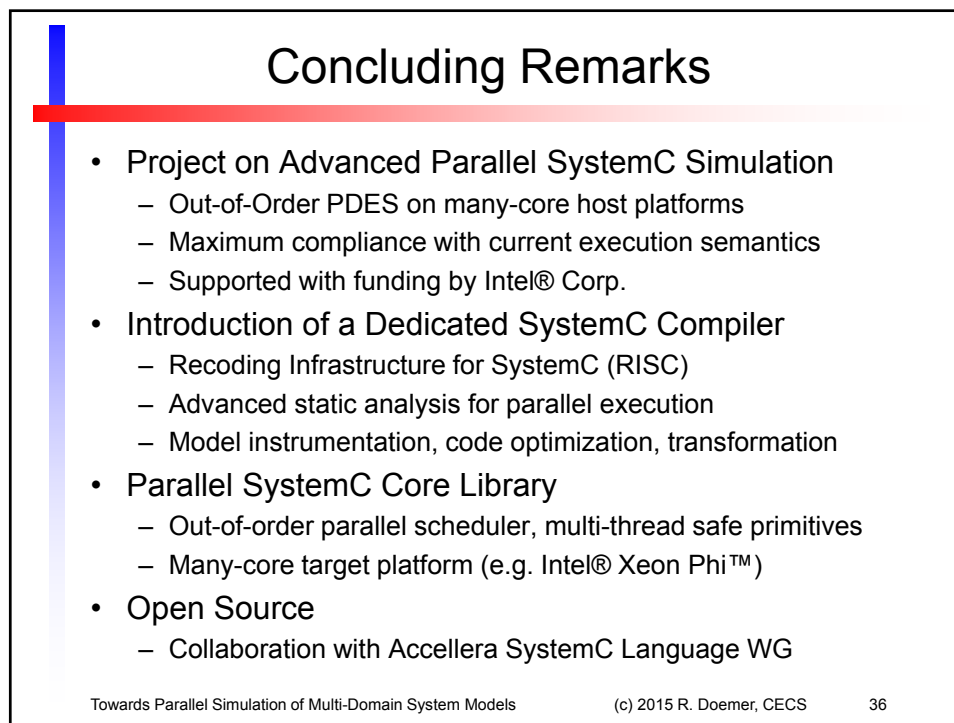 Concluding Remarks
• Project on Advanced Parallel SystemC Simulation
– Out-of-Order PDES on many-core host platforms
– Maximum compliance with current execution semantics
– Supported with funding by Intel® Corp.
• Introduction of a Dedicated SystemC Compiler
– Recoding Infrastructure for SystemC (RISC)
– Advanced static analysis for parallel execution
– Model instrumentation, code optimization, transformation
• Parallel SystemC Core Library
– Out-of-order parallel scheduler, multi-thread safe primitives
– Many-core target platform (e.g. Intel® Xeon Phi™)
• Open Source
– Collaboration with Accellera SystemC Language WG
Towards Parallel Simulation of Multi-Domain System Models (c) 2015 R. Doemer, CECS 36